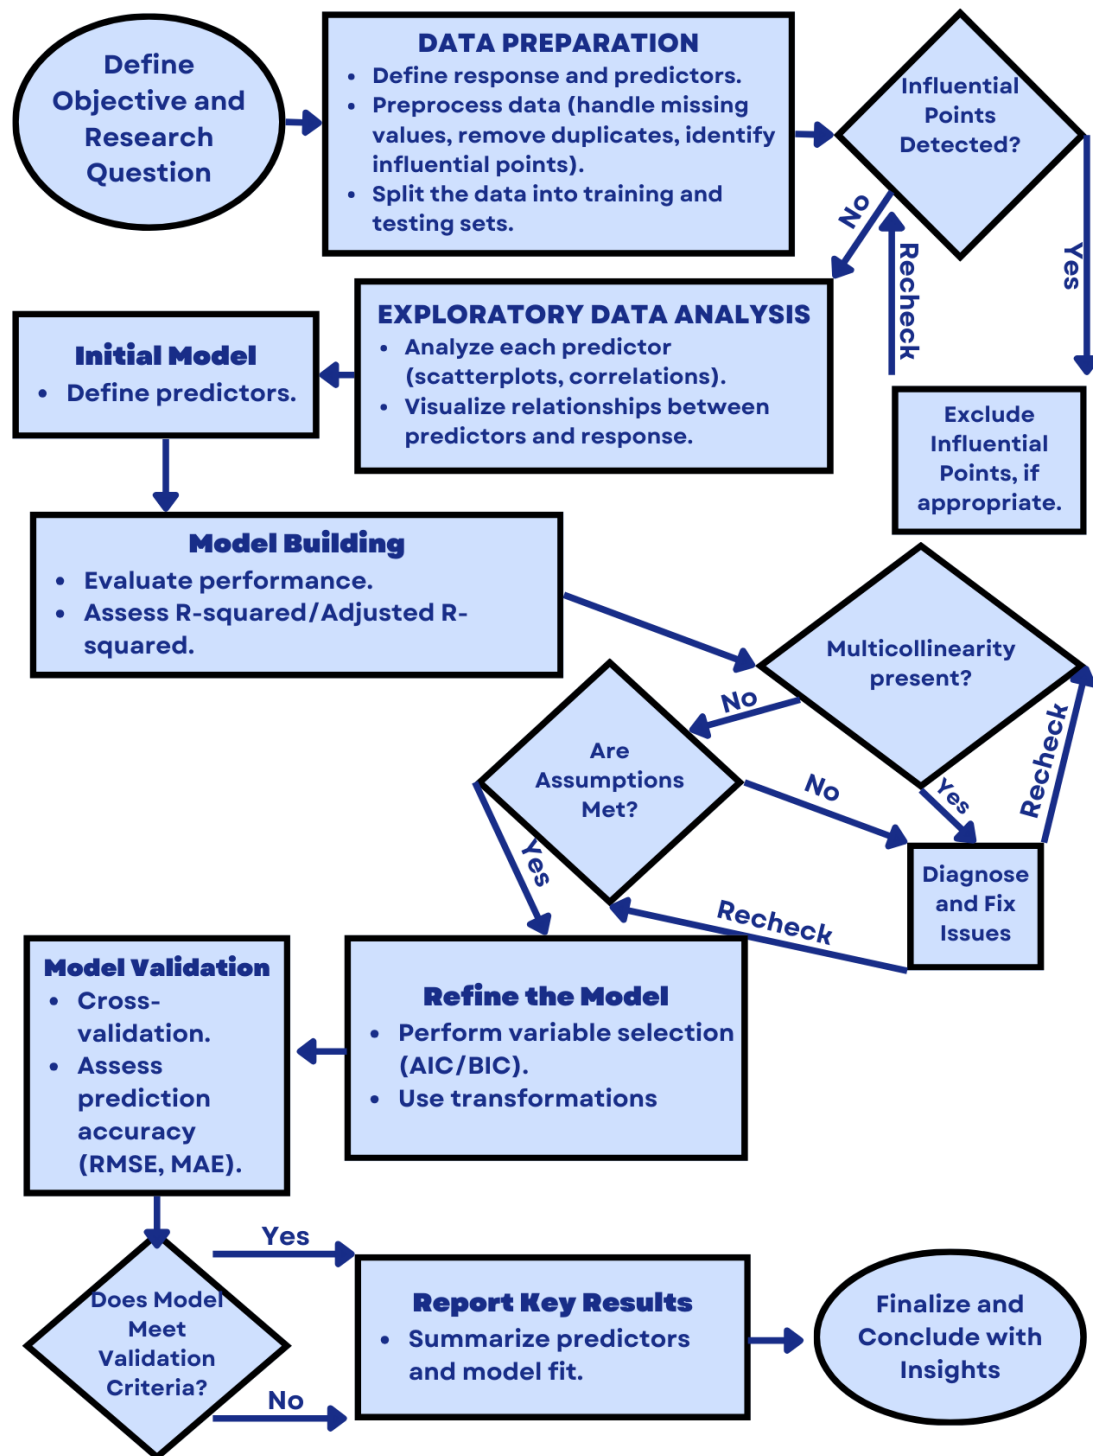 Define
Objective and
Research
Question
DATA PREPARATION
• Define response and predictors.
• Preprocess data (handle missing
values, remove duplicates, identify
influential points).
• Split the data into training and
testing sets.
Influential
Points
Detected?
No
Recheck
Yes
EXPLORATORY DATA ANALYSIS
• Analyze each predictor
(scatterplots, correlations).
• Visualize relationships between
predictors and response.
Initial Model
• Define predictors.
Exclude
Influential
Points, if
appropriate.
Model Building
• Evaluate performance.
• Assess R-squared/Adjusted R-
squared.
Multicollinearity
present?
No
Yes
Recheck
Are
Assumptions
Met?
No
Yes
Diagnose
and Fix
Issues
Recheck
Refine the Model
• Perform variable selection
(AIC/BIC).
• Use transformations
Model Validation
• Cross-
validation.
• Assess
prediction
accuracy
(RMSE, MAE).
Does Model
Meet
Validation
Criteria?
Yes
No
Report Key Results
• Summarize predictors
and model fit.
Finalize and
Conclude with
Insights